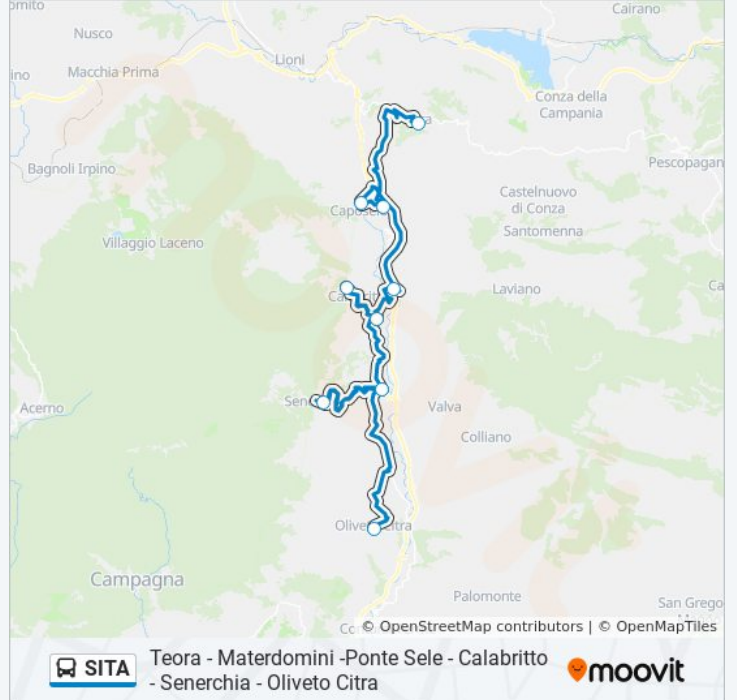 omito
Cairano
Nusco
Lioni
Macchia Prima
ino
Conza della
Campania
Pescopagan
Bagnoli Irpino
Castelnuovo
di Conza
Capos
Santomenna
Villaggio Laceno
Laviano
Ca
Acerno
Valva
Colliano
Oliveto Citra
Campagna
Palomonte
San Grego
© OpenStreetMap contributors | © OpenMapTiles
SITA
Teora - Materdomini -Ponte Sele - Calabritto
- Senerchia - Oliveto Citra
moovit